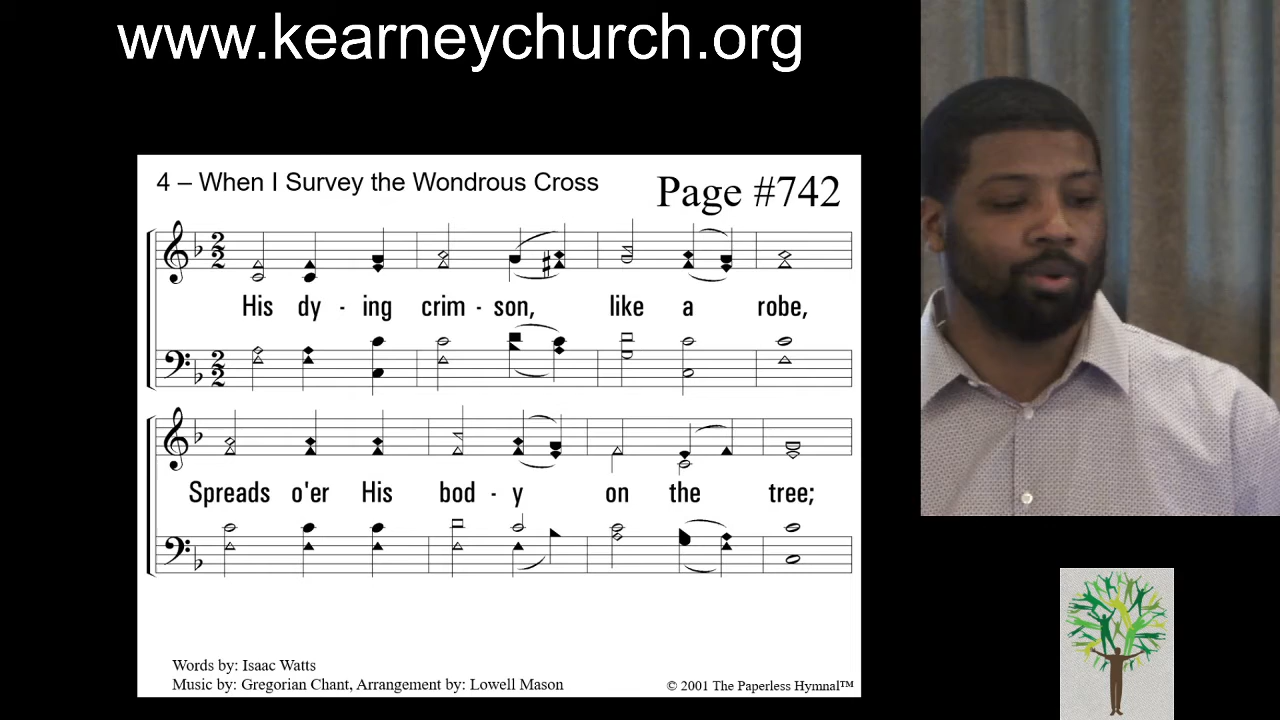 www.kearneychurch.org
4 – When I Survey the Wondrous Cross
Page #742
His dy - ing crim - son, like a robe,
Spreads o'er His bod - y on the tree;
Words by: Isaac Watts
Music by: Gregorian Chant, Arrangement by: Lowell Mason
© 2001 The Paperless Hymnal™